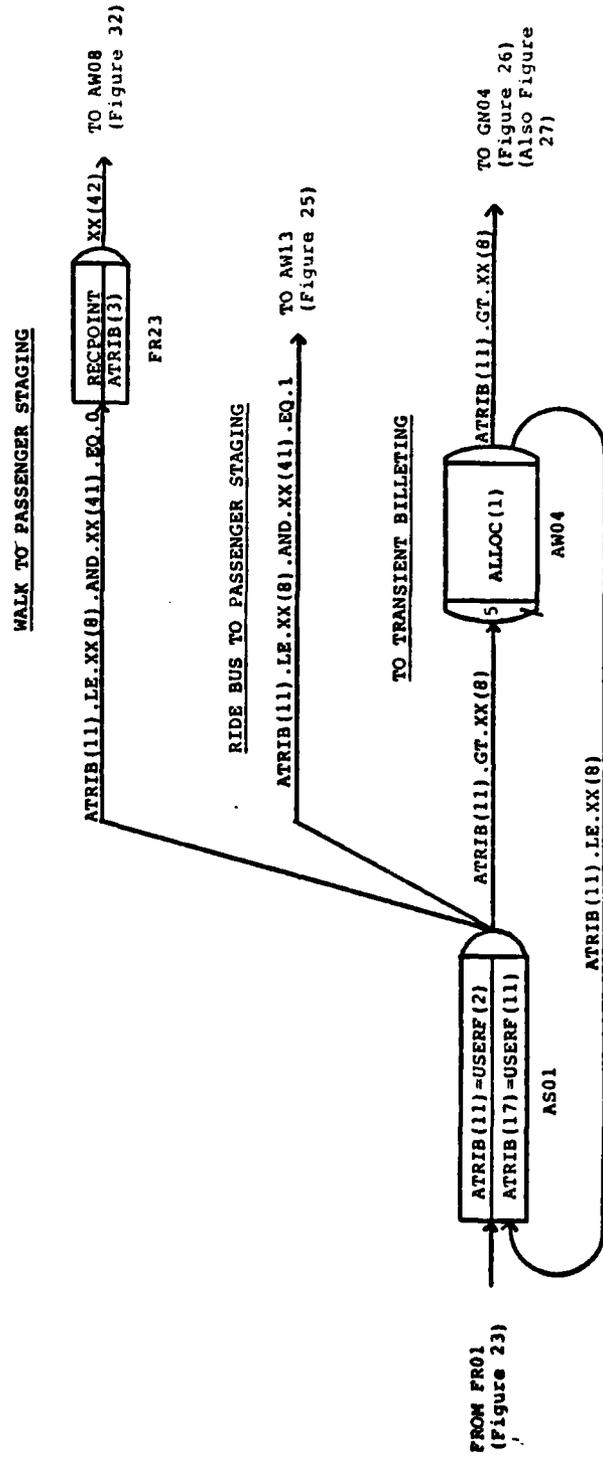 WALK TO PASSENGER STAGING
ATRIB(11).LE.XX(8).AND.XX(41).EQ.0
RECPOINT
ATRIB(3)
FR23
XX(42)
TO AW08
(Figure 32)
RIDE BUS TO PASSENGER STAGING
ATRIB(11).LE.XX(8).AND.XX(41).EQ.1
TO AW13
(Figure 25)
TO TRANSIENT BILLETING
FROM FR01
(Figure 23)
ATRIB(11)=USERF(2)
ATRIB(17)=USERF(11)
AS01
ATRIB(11).GT.XX(8)
5
ALLOC(1)
AW04
ATRIB(11).GT.XX(8)
TO GN04
(Figure 26)
(Also Figure
27)
ATRIB(11).LE.XX(8)